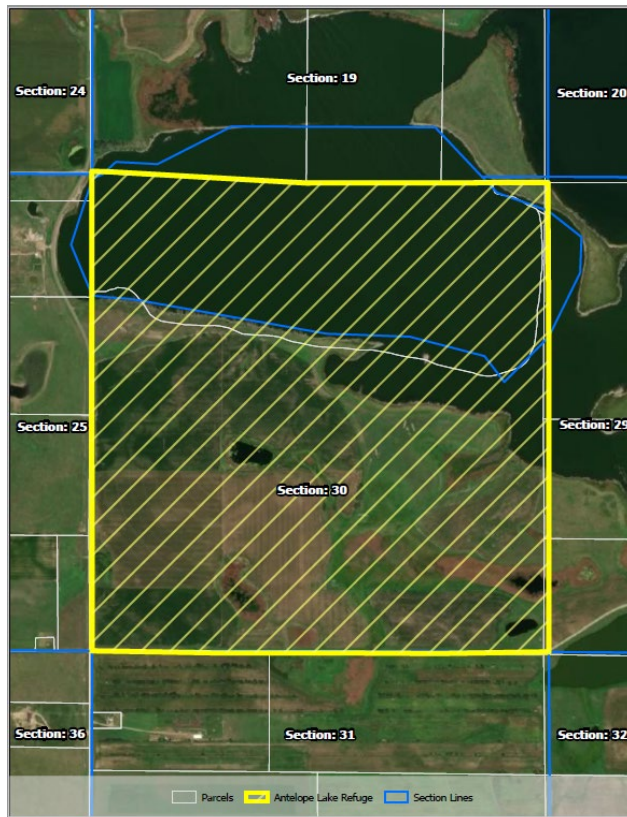 Section: 19
Section: 24
Section: 20
Section: 25
Section: 29
Section: 30
Section: 36
Section: 31
Section: 32
Parcels
Antelope Lake Refuge
Section Lines